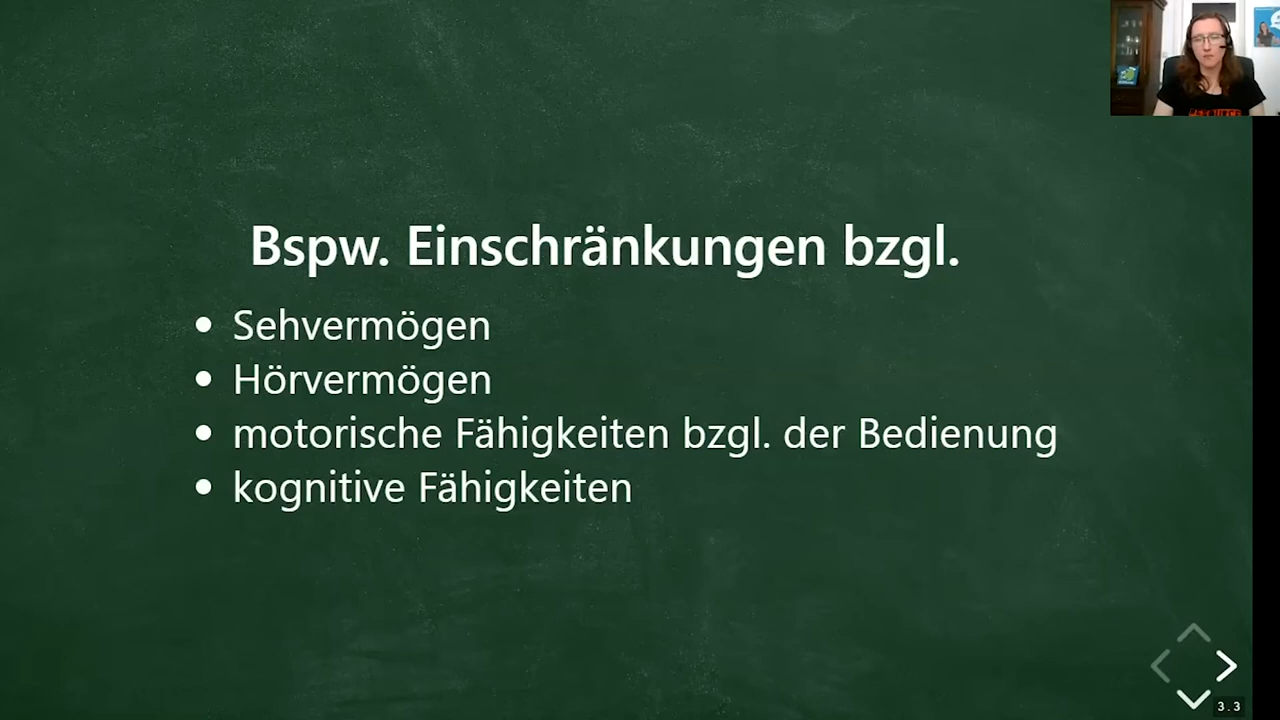 Bspw. Einschränkungen bzgl.
Sehvermögen
Hörvermögen
motorische Fähigkeiten bzgl. der Bedienung
kognitive Fähigkeiten
3.3